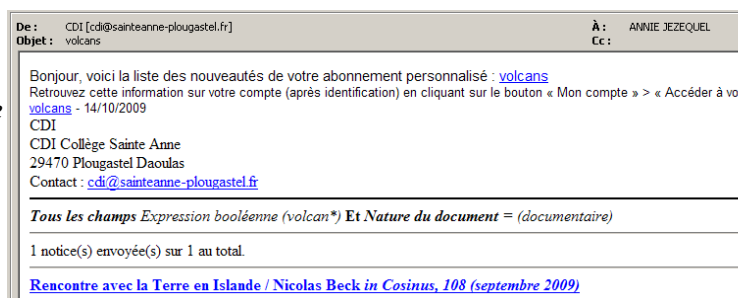 De : CDI [cdi@sainteanne-plougastel.fr] À : ANNIE JEZEQUEL
Objet : volcans Cc :
Bonjour, voici la liste des nouveautés de votre abonnement personnalisé : volcans
Retrouvez cette information sur votre compte (après identification) en cliquant sur le bouton « Mon compte » > « Accéder à vo
volcans - 14/10/2009
CDI
CDI Collège Sainte Anne
29470 Plougastel Daoulas
Contact : cdi@sainteanne-plougastel.fr
Tous les champs Expression booléenne (volcan*) Et Nature du document = (documentaire)
1 notice(s) envoyée(s) sur 1 au total.
Rencontre avec la Terre en Islande / Nicolas Beck in Cosinus, 108 (septembre 2009)